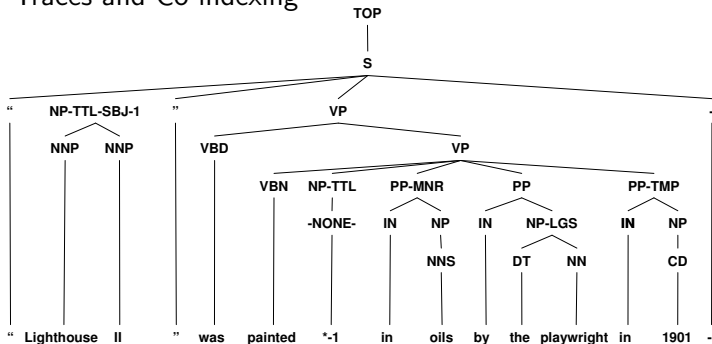 Traces and Co-Indexing
TOP
S
“ NP-TTL-SBJ-1 ” VP
NNP NNP VBD VP
VBN NP-TTL PP-MNR PP PP-TMP
-NONE- IN NP IN NP-LGS IN NP
NNS DT NN CD
“ Lighthouse II ” was painted *-1 in oils by the playwright in 1901